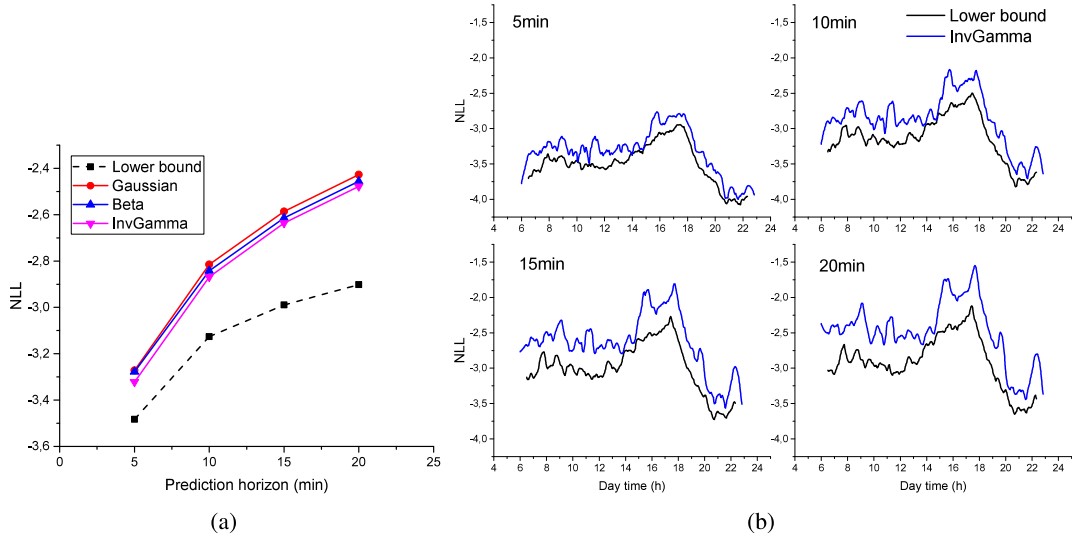 -2,4
-2,6
-2,8
-3,0
-3,2
-3,4
-3,6
NLL
Lower bound
Gaussian
Beta
InvGamma
0
5
10
15
20
25
Prediction horizon (min)
(a)
5min
-2,0
-2,5
-3,0
-3,5
-4,0
NLL
4 6 8 10 12 14 16 18 20 22 24
10min
Lower bound
InvGamma
-2,0
-2,5
-3,0
-3,5
-4,0
4 6 8 10 12 14 16 18 20 22 24
15min
-1,5
-2,0
-2,5
-3,0
-3,5
-4,0
NLL
4 6 8 10 12 14 16 18 20 22 24
Day time (h)
20min
-1,5
-2,0
-2,5
-3,0
-3,5
-4,0
4 6 8 10 12 14 16 18 20 22 24
Day time (h)
(b)